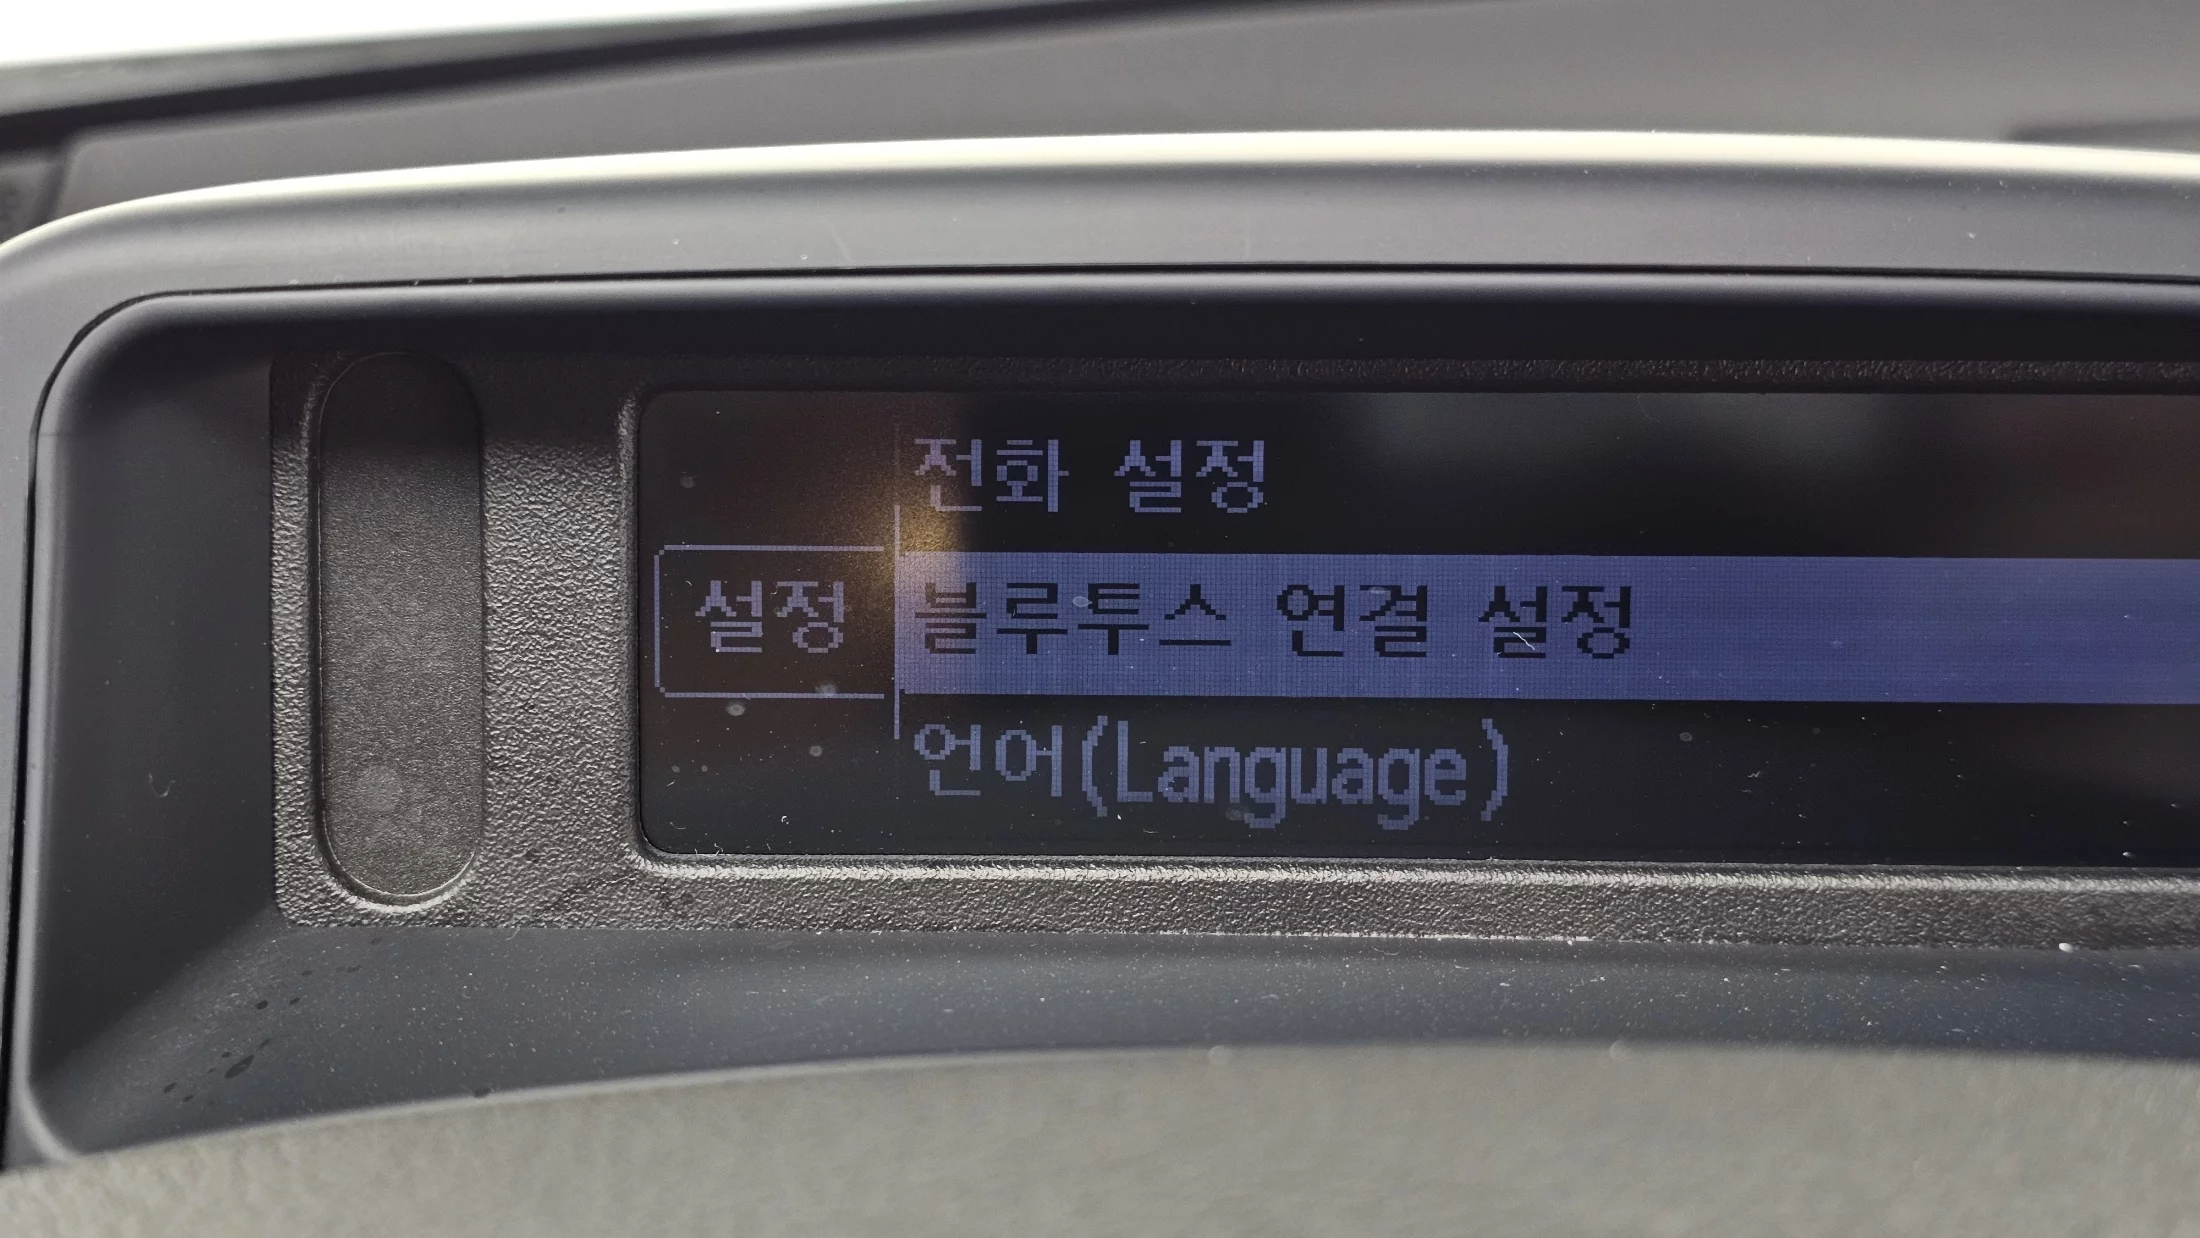 전화 설정
설정
블루투스 연결 설정
언어(Language)